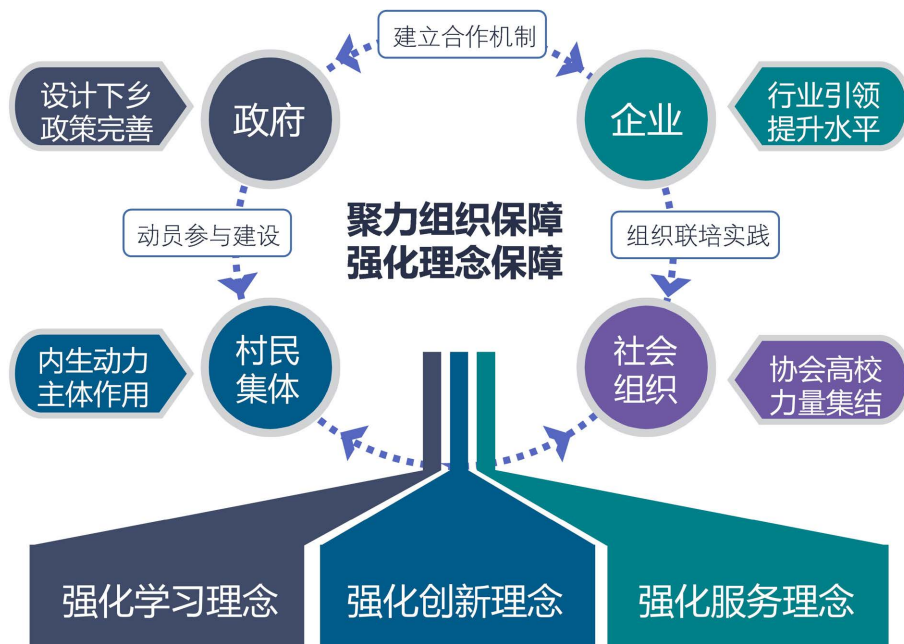 建立合作机制
设计下乡
政策完善
政府
企业
行业引领
提升水平
动员参与建设
聚力组织保障
强化理念保障
组织联培实践
内生动力
主体作用
村民
集体
社会
组织
协会高校
力量集结
强化学习理念
强化创新理念
强化服务理念